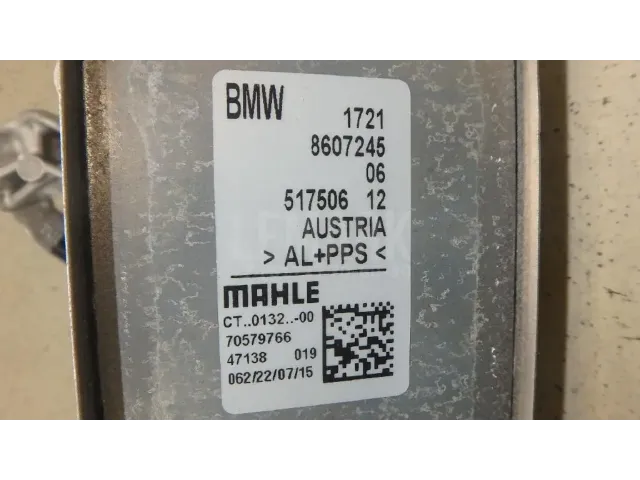 BMW 1721
8607245
06
517506 12
AUSTRIA
> AL+PPS <
MAHLE
CT..0132..-00
70579766
47138 019
062/22/07/15